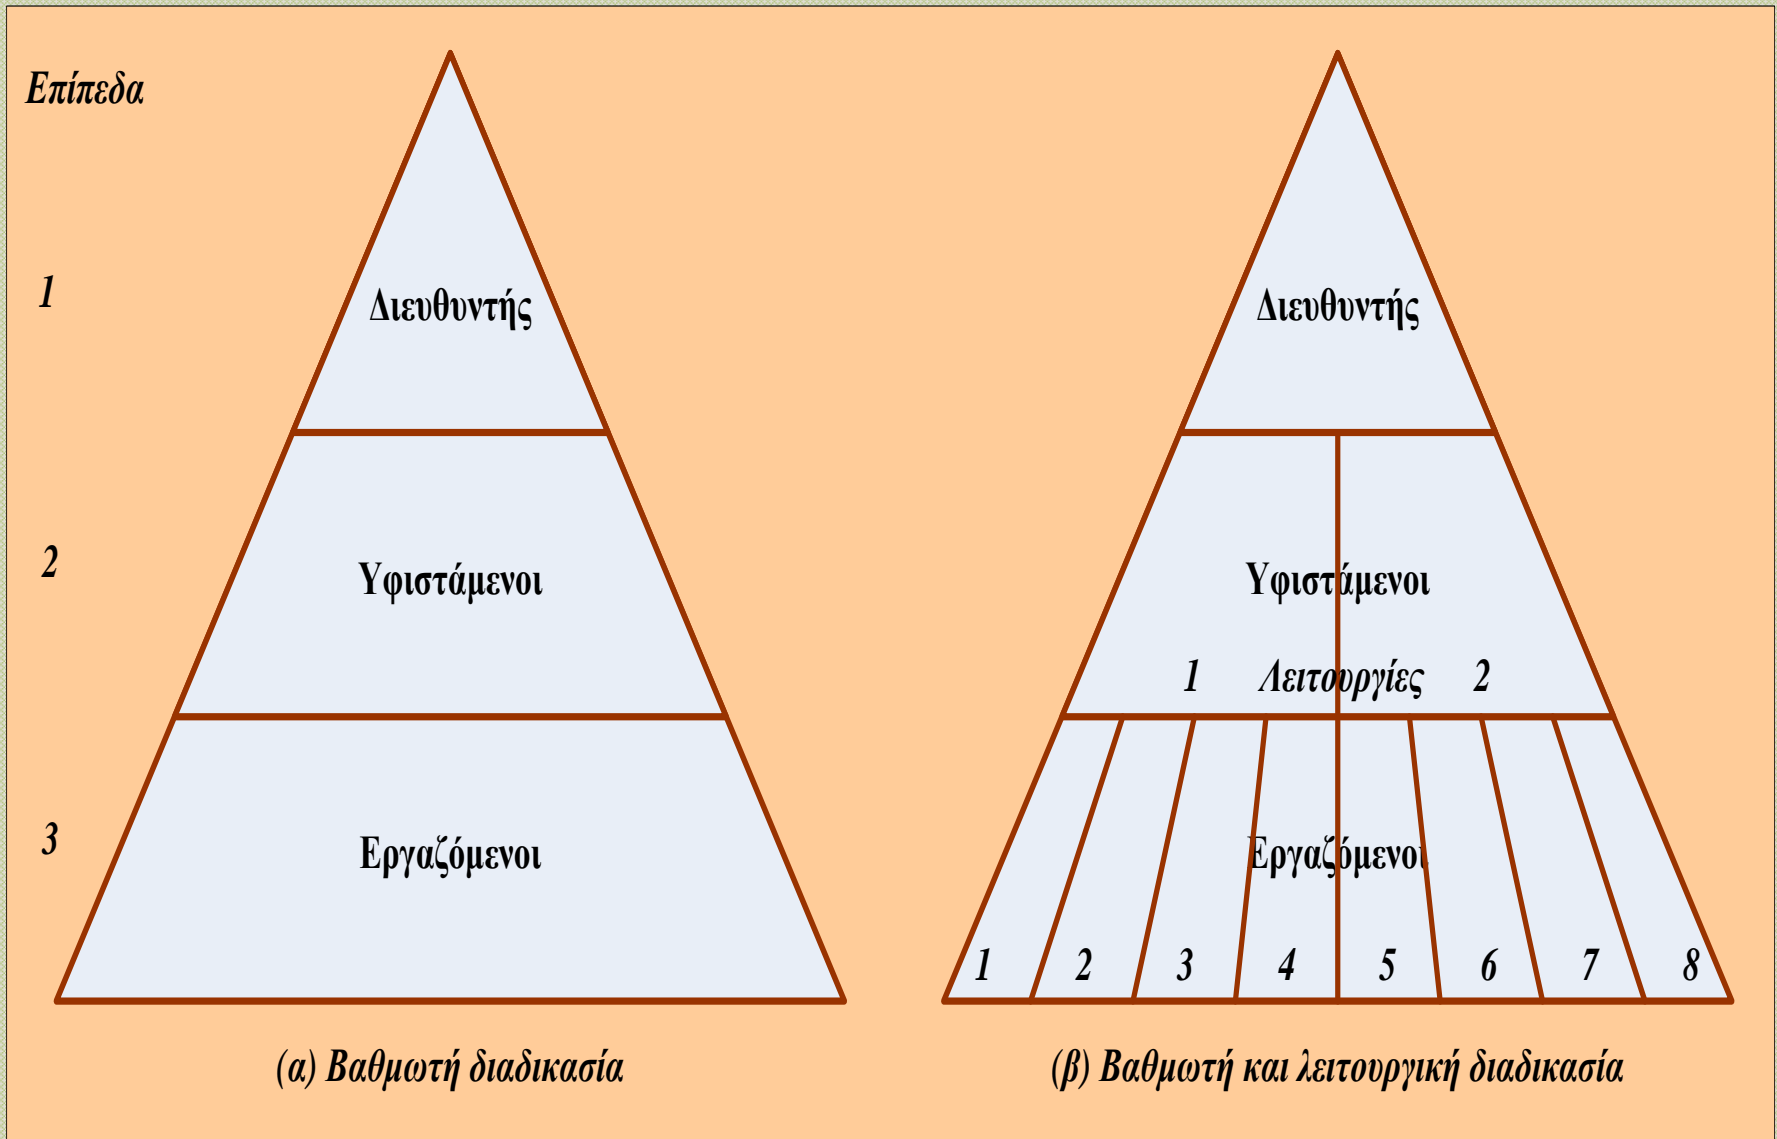 Επίπεδα
1
Διευθυντής
Διευθυντής
2
Υφιστάμενοι
Υφιστάμενοι
1 Λειτουργίες 2
3
Εργαζόμενοι
Εργαζόμενοι
1 2 3 4 5 6 7 8
(α) Βαθμωτή διαδικασία
(β) Βαθμωτή και λειτουργική διαδικασία